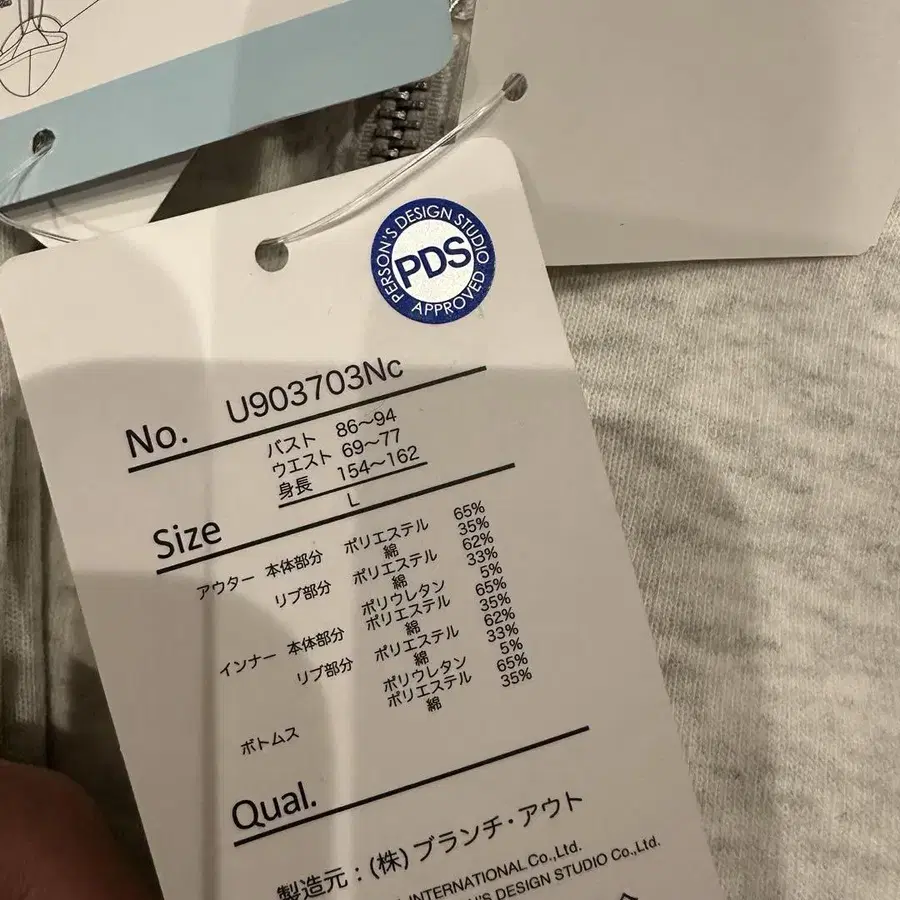 PERSON'S DESIGN STUDIO
PDS
APPROVED
No. U903703Nc
バスト 86〜94
ウエスト 69〜77
身長 154〜162
L
Size
アウター 本体部分 ポリエステル 65%
綿 35%
リブ部分 ポリエステル 62%
綿 33%
ポリウレタン 5%
インナー 本体部分 ポリエステル 65%
綿 35%
リブ部分 ポリエステル 62%
綿 33%
ポリウレタン 5%
ボトムス ポリエステル 65%
綿 35%
Qual.
製造元:(株)ブランチ・アウト
INTERNATIONAL Co.,Ltd.
DESIGN STUDIO Co.,Ltd.